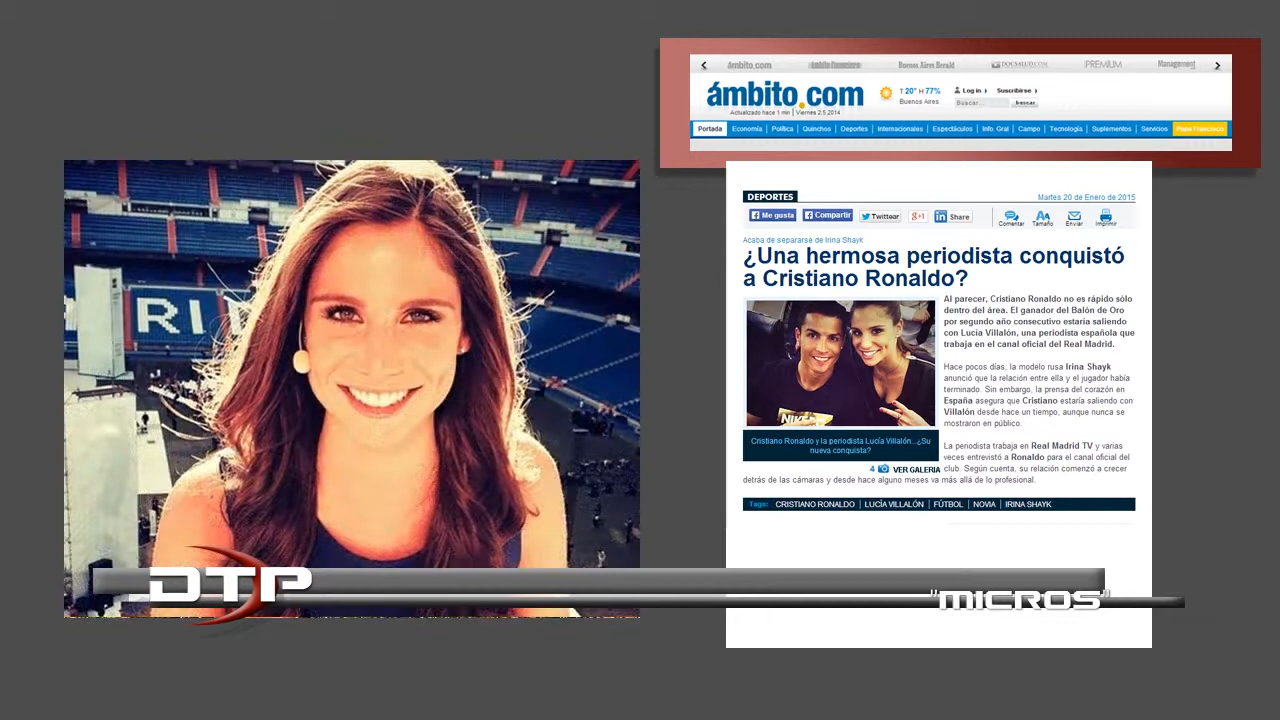 ámbito.com
ámbito financiero
Buenos Aires Herald
DOCSALUD.COM
iPREMIUM
Management
ámbito.com
Actualizado hace 1 min | Viernes 2.5.2014
T 20° H 77%
Buenos Aires
Log in
Suscribirse
Buscar...
buscar
Portada Economía | Política | Quinchos | Deportes | Internacionales | Espectáculos | Info. Gral | Campo | Tecnología | Suplementos | Servicios Papa Francisco
RI
DEPORTES
Martes 20 de Enero de 2015
Me gusta Compartir Twittear g+1 Share
Comentar Tamaño Enviar Imprimir
Acaba de separarse de Irina Shayk
¿Una hermosa periodista conquistó
a Cristiano Ronaldo?
NIKE
Cristiano Ronaldo y la periodista Lucía Villalón...¿Su
nueva conquista?
4 VER GALERIA
Al parecer, Cristiano Ronaldo no es rápido sólo
dentro del área. El ganador del Balón de Oro
por segundo año consecutivo estaría saliendo
con Lucía Villalón, una periodista española que
trabaja en el canal oficial del Real Madrid.
Hace pocos días, la modelo rusa Irina Shayk
anunció que la relación entre ella y el jugador había
terminado. Sin embargo, la prensa del corazón en
España asegura que Cristiano estaría saliendo con
Villalón desde hace un tiempo, aunque nunca se
mostraron en público.
La periodista trabaja en Real Madrid TV y varias
veces entrevistó a Ronaldo para el canal oficial del
club. Según cuenta, su relación comenzó a crecer
detrás de las cámaras y desde hace alguno meses va más allá de lo profesional.
Tags: CRISTIANO RONALDO | LUCÍA VILLALÓN | FÚTBOL | NOVIA | IRINA SHAYK
DTP
"MICROS"